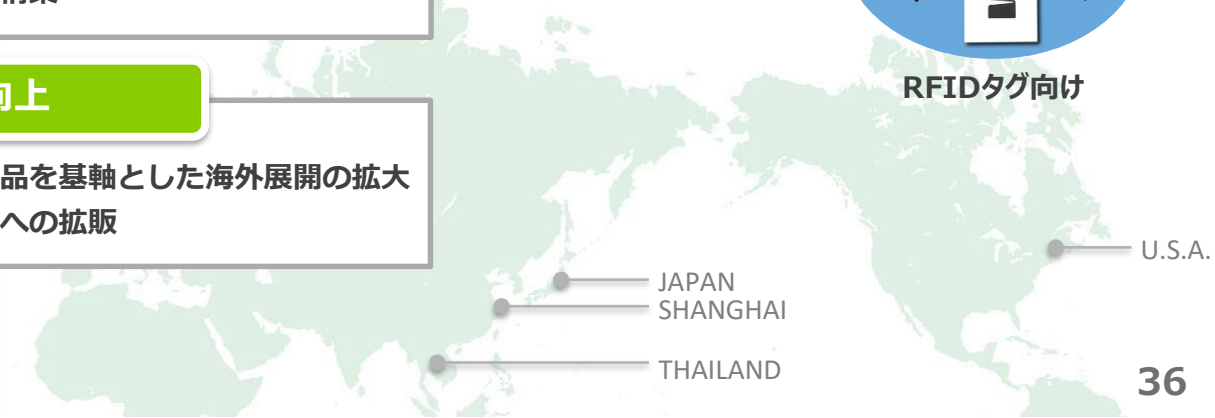 向上
品を基軸とした海外展開の拡大
への拡販
RFIDタグ向け
U.S.A.
JAPAN
SHANGHAI
THAILAND
36